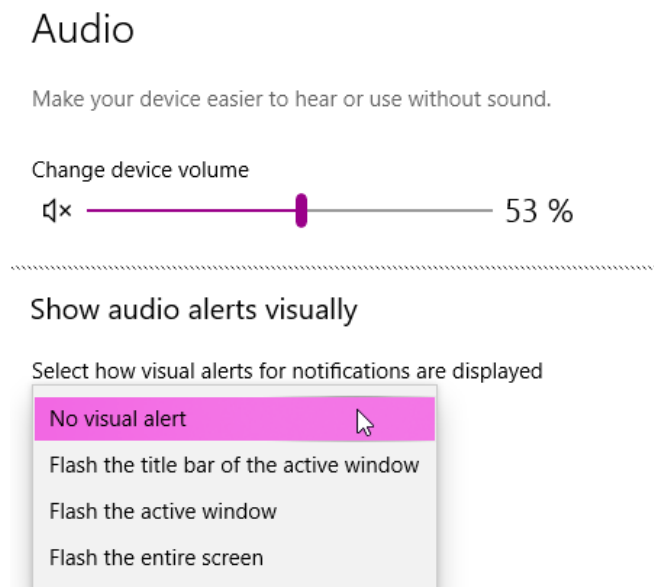 Audio
Make your device easier to hear or use without sound.
Change device volume
53 %
Show audio alerts visually
Select how visual alerts for notifications are displayed
No visual alert
Flash the title bar of the active window
Flash the active window
Flash the entire screen